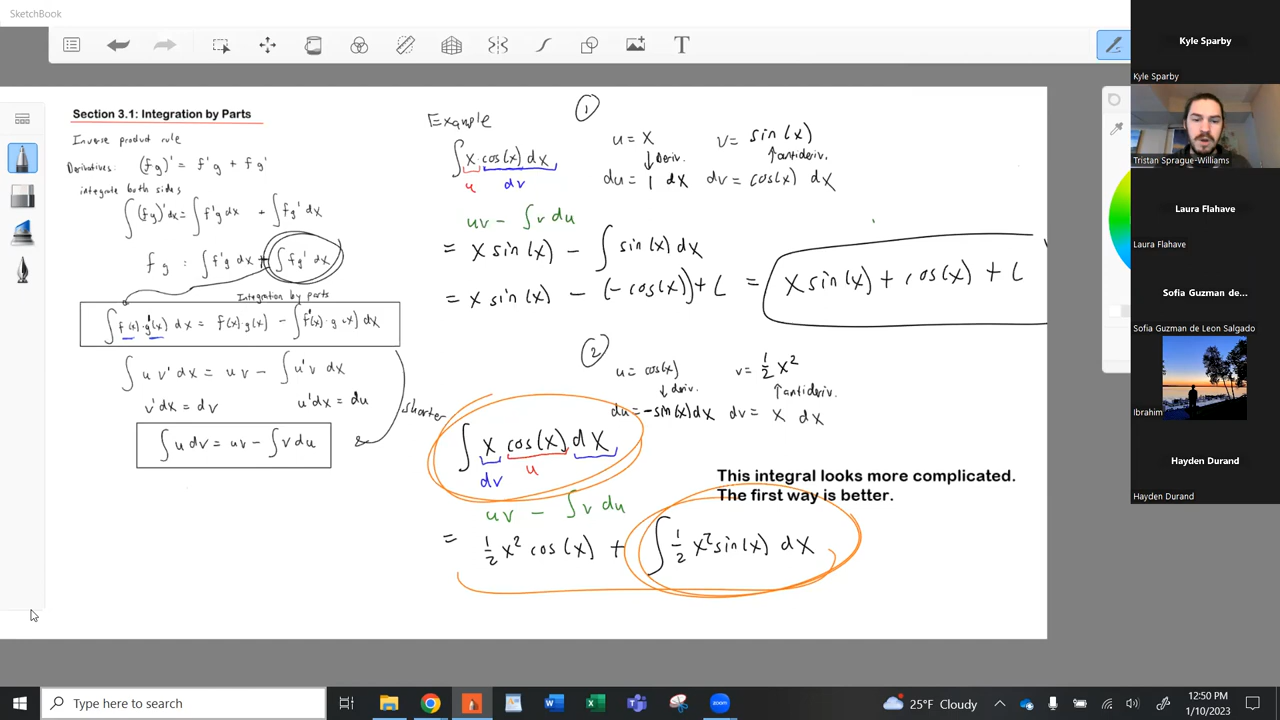 SketchBook
Section 3.1: Integration by Parts
Inverse product rule
Derivatives: (fg)' = f'g + fg'
integrate both sides
∫(fg)'dx = ∫f'g dx + ∫fg' dx
fg = ∫f'g dx + ∫fg' dx
Integration by parts
∫f(x)·g'(x) dx = f(x)·g(x) − ∫f'(x)·g(x) dx
∫u v' dx = uv − ∫u'v dx
v'dx = dv u'dx = du
shorter
∫u dv = uv − ∫v du
Example
①
∫x·cos(x) dx
u dv
u = x v = sin(x)
↓Deriv. ↑antideriv.
du = 1 dx dv = cos(x) dx
uv − ∫v du
= x sin(x) − ∫sin(x) dx
= x sin(x) − (−cos(x)) + C = x sin(x) + cos(x) + C
②
u = cos(x) v = ½x²
↓deriv. ↑antideriv.
du = −sin(x)dx dv = x dx
∫x cos(x) dx
dv u
This integral looks more complicated.
The first way is better.
uv − ∫v du
= ½x² cos(x) + ∫½x² sin(x) dx
Kyle Sparby
Kyle Sparby
Tristan Sprague-Williams
Laura Flahave
Laura Flahave
Sofia Guzman de...
Sofia Guzman de Leon Salgado
Ibrahim
Hayden Durand
Hayden Durand
Type here to search
zoom
25°F Cloudy
12:50 PM
1/10/2023